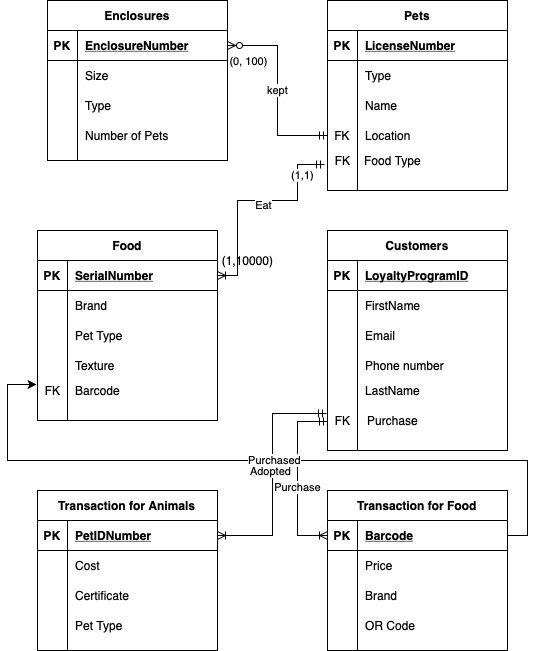 Enclosures
PK EnclosureNumber
Size
Type
Number of Pets
Pets
PK LicenseNumber
Type
Name
FK Location
FK Food Type
(0, 100)
kept
(1,1)
Eat
(1,10000)
Food
PK SerialNumber
Brand
Pet Type
Texture
FK Barcode
Customers
PK LoyaltyProgramID
FirstName
Email
Phone number
LastName
FK Purchase
Purchased
Adopted
Purchase
Transaction for Animals
PK PetIDNumber
Cost
Certificate
Pet Type
Transaction for Food
PK Barcode
Price
Brand
OR Code